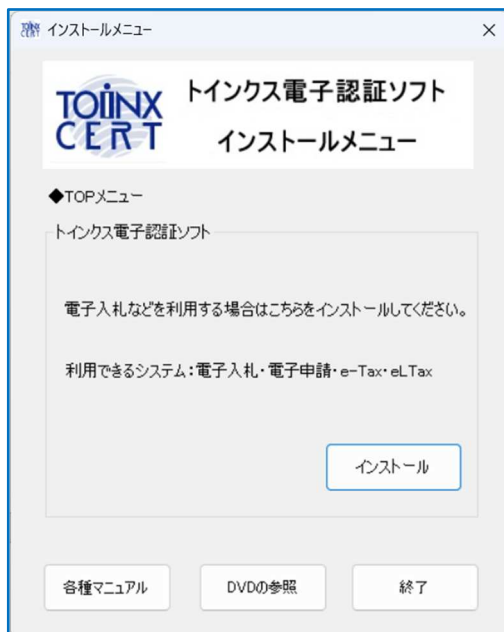 TOiNX CERT インストールメニュー
TOiNX
CERT
トインクス電子認証ソフト
インストールメニュー
◆TOPメニュー
トインクス電子認証ソフト
電子入札などを利用する場合はこちらをインストールしてください。
利用できるシステム:電子入札・電子申請・e-Tax・eLTax
インストール
各種マニュアル
DVDの参照
終了